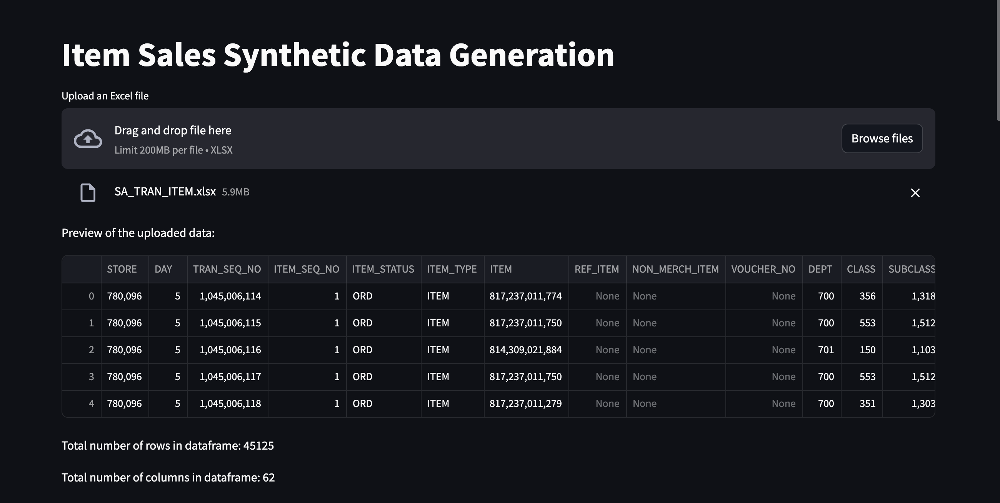 Item Sales Synthetic Data Generation
Upload an Excel file
Drag and drop file here
Limit 200MB per file • XLSX
Browse files
SA_TRAN_ITEM.xlsx 5.9MB
Preview of the uploaded data:
STORE DAY TRAN_SEQ_NO ITEM_SEQ_NO ITEM_STATUS ITEM_TYPE ITEM REF_ITEM NON_MERCH_ITEM VOUCHER_NO DEPT CLASS SUBCLASS
0 780,096 5 1,045,006,114 1 ORD ITEM 817,237,011,774 None None None 700 356 1,318
1 780,096 5 1,045,006,115 1 ORD ITEM 817,237,011,750 None None None 700 553 1,512
2 780,096 5 1,045,006,116 1 ORD ITEM 814,309,021,884 None None None 701 150 1,103
3 780,096 5 1,045,006,117 1 ORD ITEM 817,237,011,750 None None None 700 553 1,512
4 780,096 5 1,045,006,118 1 ORD ITEM 817,237,011,279 None None None 700 351 1,303
Total number of rows in dataframe: 45125
Total number of columns in dataframe: 62